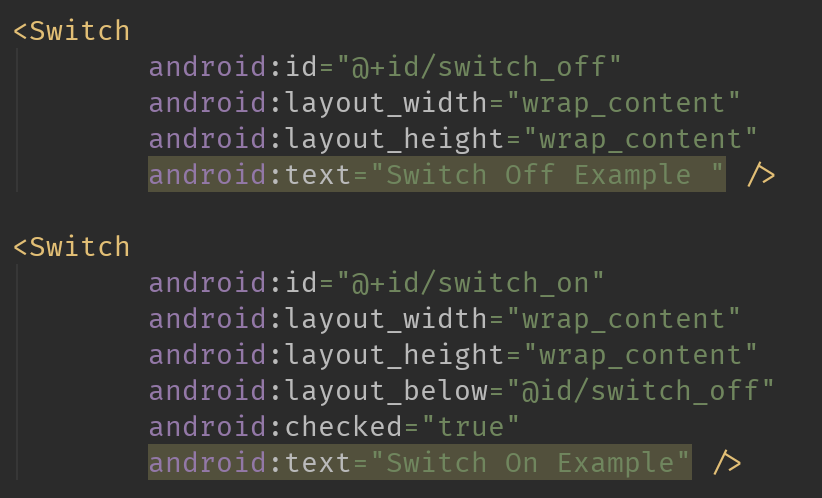 <Switch
android:id="@+id/switch_off"
android:layout_width="wrap_content"
android:layout_height="wrap_content"
android:text="Switch Off Example " />
<Switch
android:id="@+id/switch_on"
android:layout_width="wrap_content"
android:layout_height="wrap_content"
android:layout_below="@id/switch_off"
android:checked="true"
android:text="Switch On Example" />